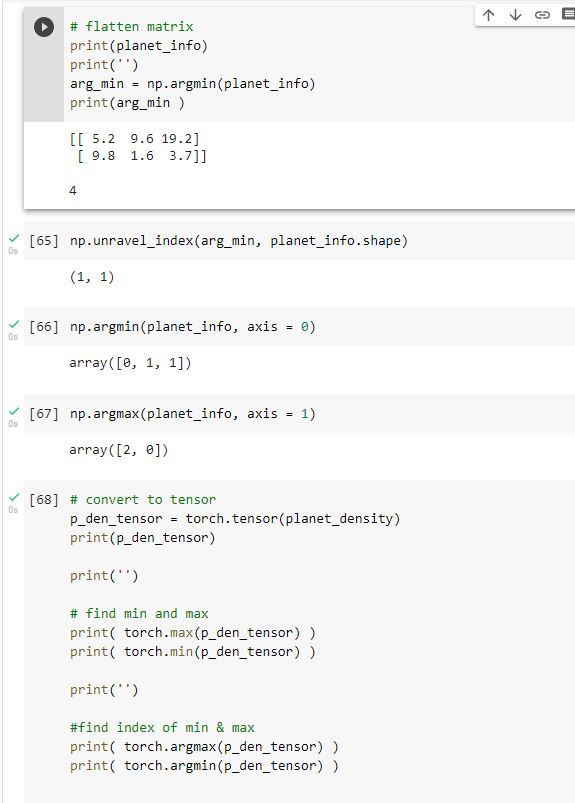 # flatten matrix
print(planet_info)
print('')
arg_min = np.argmin(planet_info)
print(arg_min )
[[ 5.2  9.6 19.2]
 [ 9.8  1.6  3.7]]
4
[65] np.unravel_index(arg_min, planet_info.shape)
0s
(1, 1)
[66] np.argmin(planet_info, axis = 0)
0s
array([0, 1, 1])
[67] np.argmax(planet_info, axis = 1)
0s
array([2, 0])
[68] # convert to tensor
0s
p_den_tensor = torch.tensor(planet_density)
print(p_den_tensor)
print('')
# find min and max
print( torch.max(p_den_tensor) )
print( torch.min(p_den_tensor) )
print('')
#find index of min & max
print( torch.argmax(p_den_tensor) )
print( torch.argmin(p_den_tensor) )